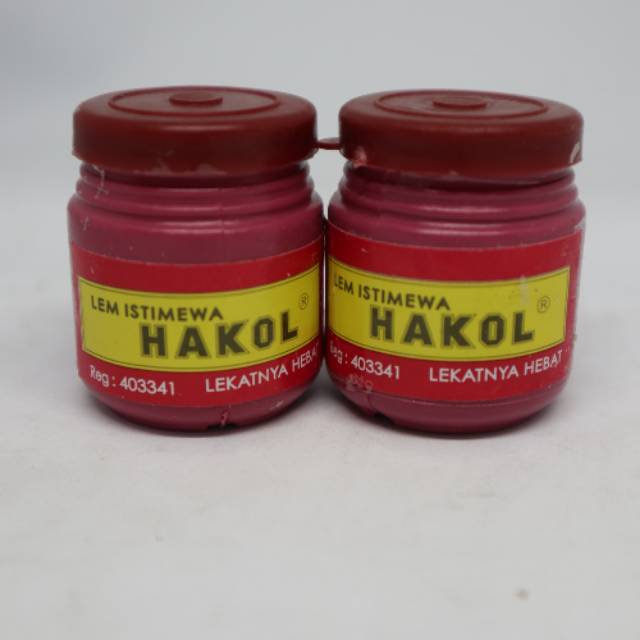 LEM ISTIMEWA
HAKOL ®
Reg : 403341 LEKATNYA HEBAT
LEM ISTIMEWA
HAKOL ®
Reg : 403341 LEKATNYA HEBAT